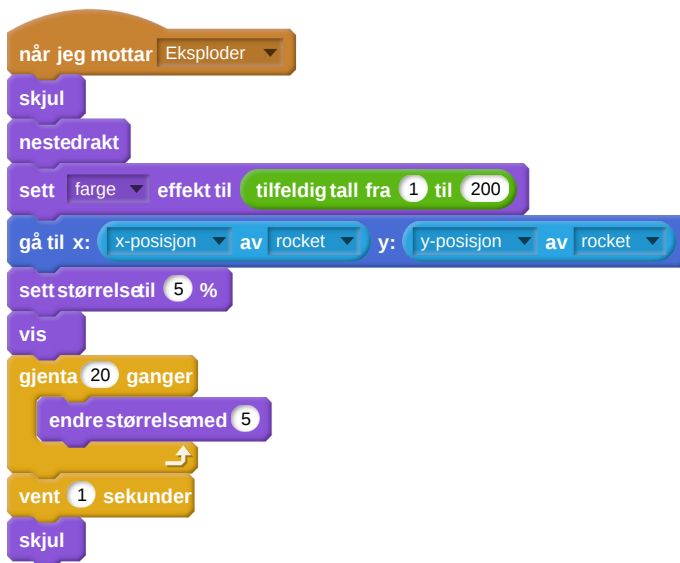 når jeg mottar Eksploder
skjul
nestedrakt
sett farge effekt til tilfeldig tall fra 1 til 200
gå til x: x-posisjon av rocket y: y-posisjon av rocket
sett størrelse til 5 %
vis
gjenta 20 ganger
endre størrelse med 5
vent 1 sekunder
skjul